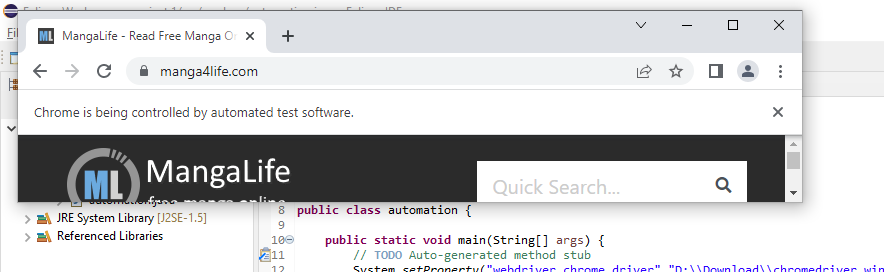 MangaLife - Read Free Manga O
manga4life.com
Chrome is being controlled by automated test software.
ML
MangaLife
free manga online
Quick Search...
JRE System Library [J2SE-1.5]
Referenced Libraries
8 public class automation {
9
10 public static void main(String[] args) {
11 // TODO Auto-generated method stub
12 System.setProperty("webdriver.chrome.driver","D:\\Download\\chromedriver_win